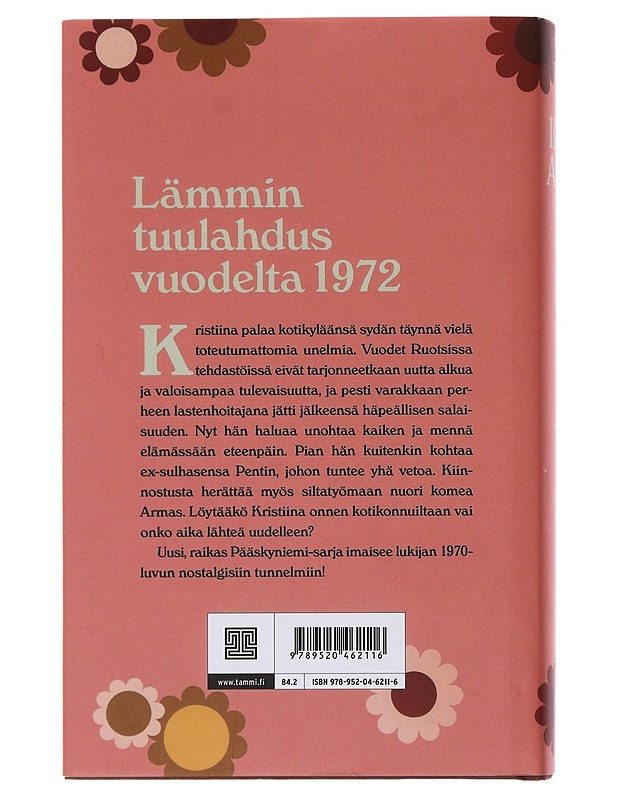 Lämmin
tuulahdus
vuodelta 1972
Kristiina palaa kotikyläänsä sydän täynnä vielä
toteutumattomia unelmia. Vuodet Ruotsissa
tehdastöissä eivät tarjonneetkaan uutta alkua
ja valoisampaa tulevaisuutta, ja pesti varakkaan per-
heen lastenhoitajana jätti jälkeensä häpeällisen salai-
suuden. Nyt hän haluaa unohtaa kaiken ja mennä
elämässään eteenpäin. Pian hän kuitenkin kohtaa
ex-sulhasensa Pentin, johon tuntee yhä vetoa. Kiin-
nostusta herättää myös siltatyömaan nuori komea
Armas. Löytääkö Kristiina onnen kotikonnuiltaan vai
onko aika lähteä uudelleen?
Uusi, raikas Pääskyniemi-sarja imaisee lukijan 1970-
luvun nostalgisiin tunnelmiin!
9789520462116
www.tammi.fi
84.2
ISBN 978-952-04-6211-6